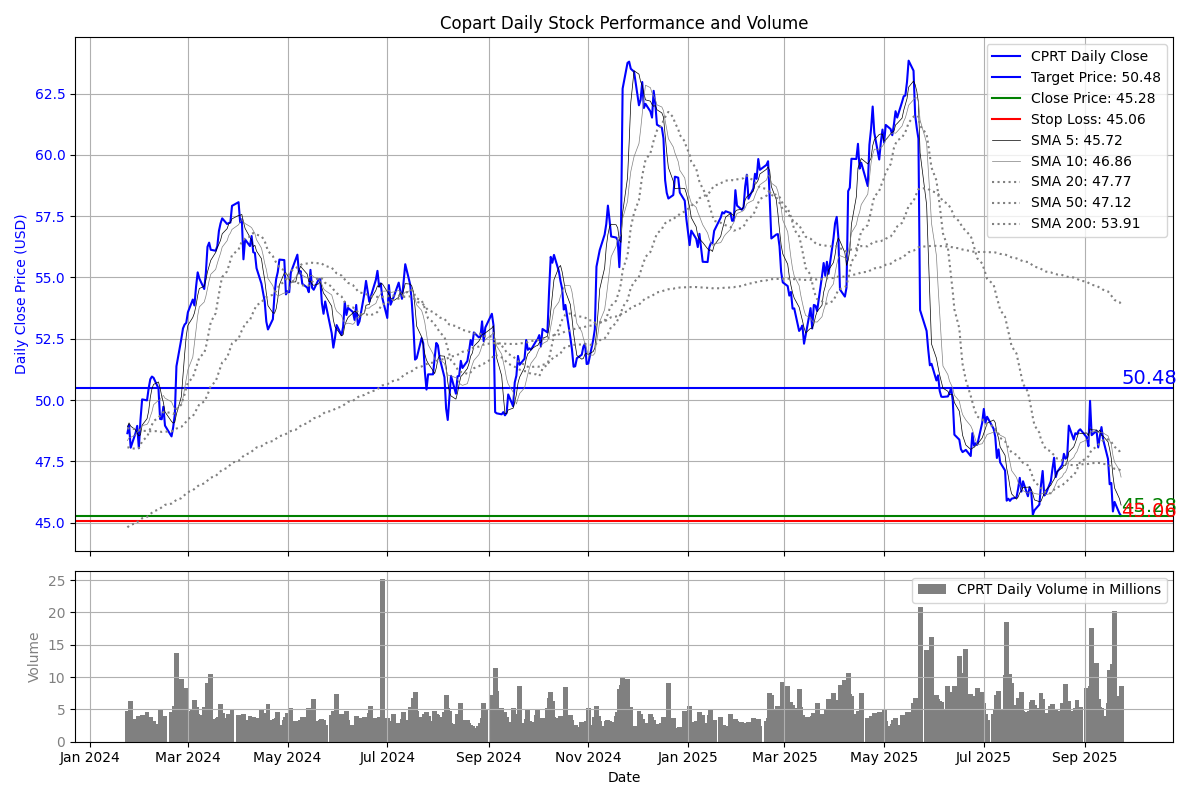 Copart Daily Stock Performance and Volume
Daily Close Price (USD)
62.5
60.0
57.5
55.0
52.5
50.0
47.5
45.0
CPRT Daily Close
Target Price: 50.48
Close Price: 45.28
Stop Loss: 45.06
SMA 5: 45.72
SMA 10: 46.86
SMA 20: 47.77
SMA 50: 47.12
SMA 200: 53.91
50.48
45.28
45.06
Volume
25
20
15
10
5
0
CPRT Daily Volume in Millions
Jan 2024 Mar 2024 May 2024 Jul 2024 Sep 2024 Nov 2024 Jan 2025 Mar 2025 May 2025 Jul 2025 Sep 2025
Date